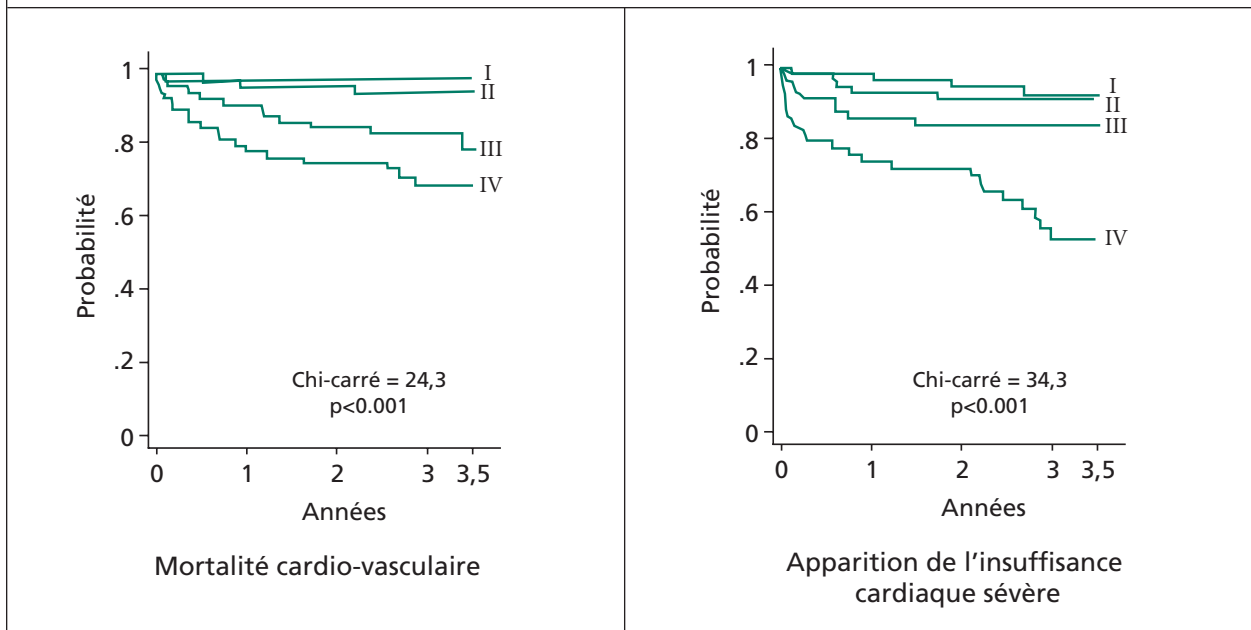 1
.8
.6
.4
.2
0
Probabilité
I
II
III
IV
Chi-carré = 24,3
p<0.001
0 1 2 3 3,5
Années
Mortalité cardio-vasculaire
1
.8
.6
.4
.2
0
Probabilité
I
II
III
IV
Chi-carré = 34,3
p<0.001
0 1 2 3 3,5
Années
Apparition de l’insuffisance
cardiaque sévère